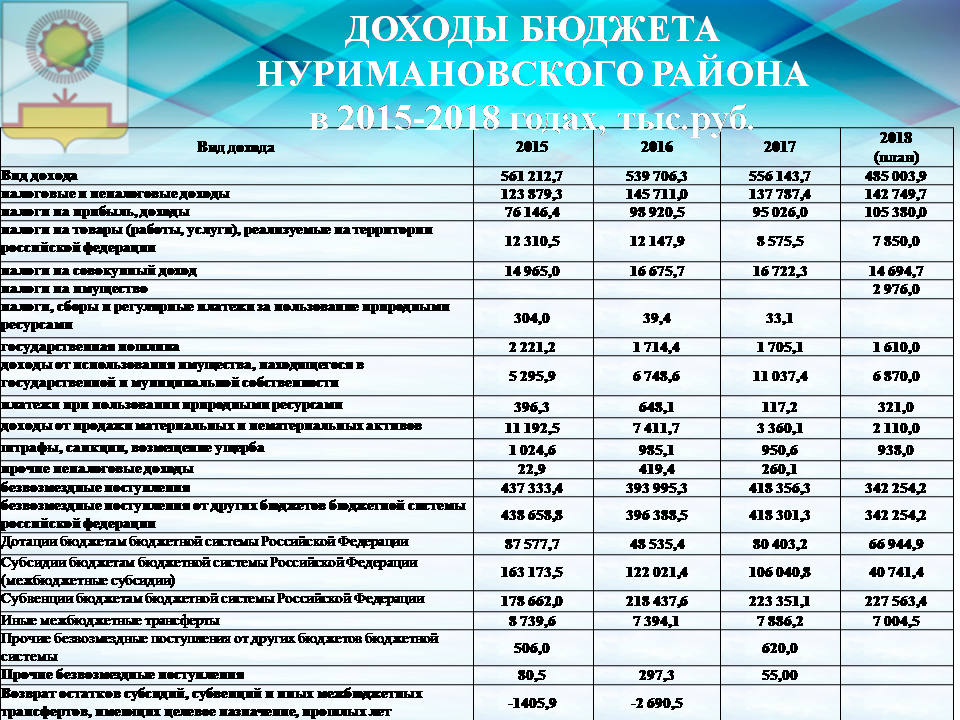 ДОХОДЫ БЮДЖЕТА
НУРИМАНОВСКОГО РАЙОНА
в 2015-2018 годах, тыс.руб.
Вид дохода 2015 2016 2017 2018
(план)
Вид дохода 561 212,7 539 706,3 556 143,7 485 003,9
налоговые и неналоговые доходы 123 879,3 145 711,0 137 787,4 142 749,7
налоги на прибыль, доходы 76 146,4 98 920,5 95 026,0 105 380,0
налоги на товары (работы, услуги), реализуемые на территории
российской федерации 12 310,5 12 147,9 8 575,5 7 850,0
налоги на совокупный доход 14 965,0 16 675,7 16 722,3 14 694,7
налоги на имущество 2 976,0
налоги, сборы и регулярные платежи за пользование природными
ресурсами 304,0 39,4 33,1
государственная пошлина 2 221,2 1 714,4 1 705,1 1 610,0
доходы от использования имущества, находящегося в
государственной и муниципальной собственности 5 295,9 6 748,6 11 037,4 6 870,0
платежи при пользовании природными ресурсами 396,3 648,1 117,2 321,0
доходы от продажи материальных и нематериальных активов 11 192,5 7 411,7 3 360,1 2 110,0
штрафы, санкции, возмещение ущерба 1 024,6 985,1 950,6 938,0
прочие неналоговые доходы 22,9 419,4 260,1
безвозмездные поступления 437 333,4 393 995,3 418 356,3 342 254,2
безвозмездные поступления от других бюджетов бюджетной системы
российской федерации 438 658,8 396 388,5 418 301,3 342 254,2
Дотации бюджетам бюджетной системы Российской Федерации 87 577,7 48 535,4 80 403,2 66 944,9
Субсидии бюджетам бюджетной системы Российской Федерации
(межбюджетные субсидии) 163 173,5 122 021,4 106 040,8 40 741,4
Субвенции бюджетам бюджетной системы Российской Федерации 178 662,0 218 437,6 223 351,1 227 563,4
Иные межбюджетные трансферты 8 739,6 7 394,1 7 886,2 7 004,5
Прочие безвозмездные поступления от других бюджетов бюджетной
системы 506,0 620,0
Прочие безвозмездные поступления 80,5 297,3 55,00
Возврат остатков субсидий, субвенций и иных межбюджетных
трансфертов, имеющих целевое назначение, прошлых лет -1405,9 -2 690,5